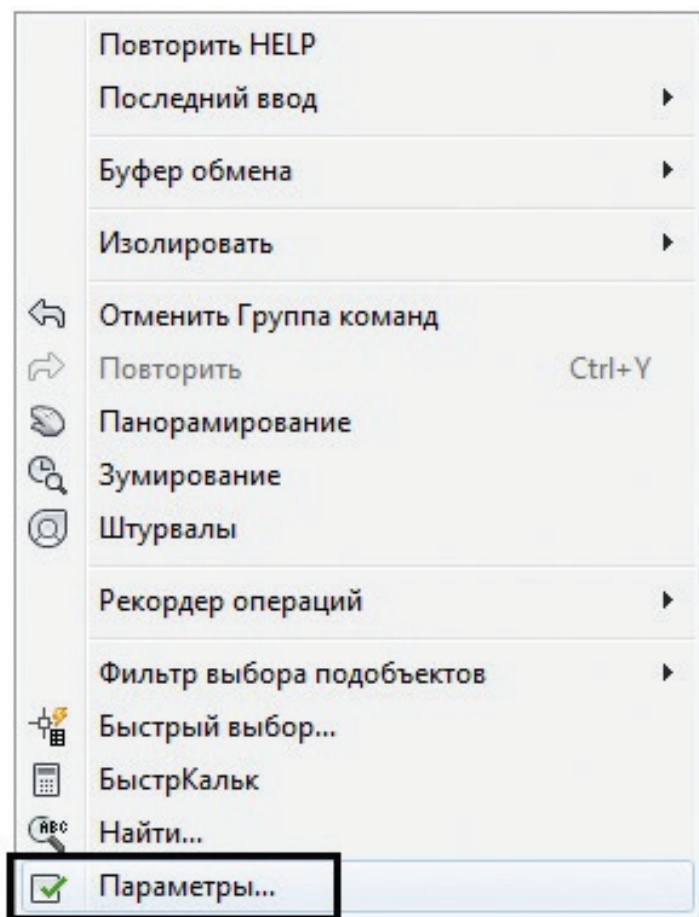 Повторить HELP
Последний ввод
Буфер обмена
Изолировать
Отменить Группа команд
Повторить Ctrl+Y
Панорамирование
Зумирование
Штурвалы
Рекордер операций
Фильтр выбора подобъектов
Быстрый выбор...
БыстрКальк
ABC
Найти...
Параметры...